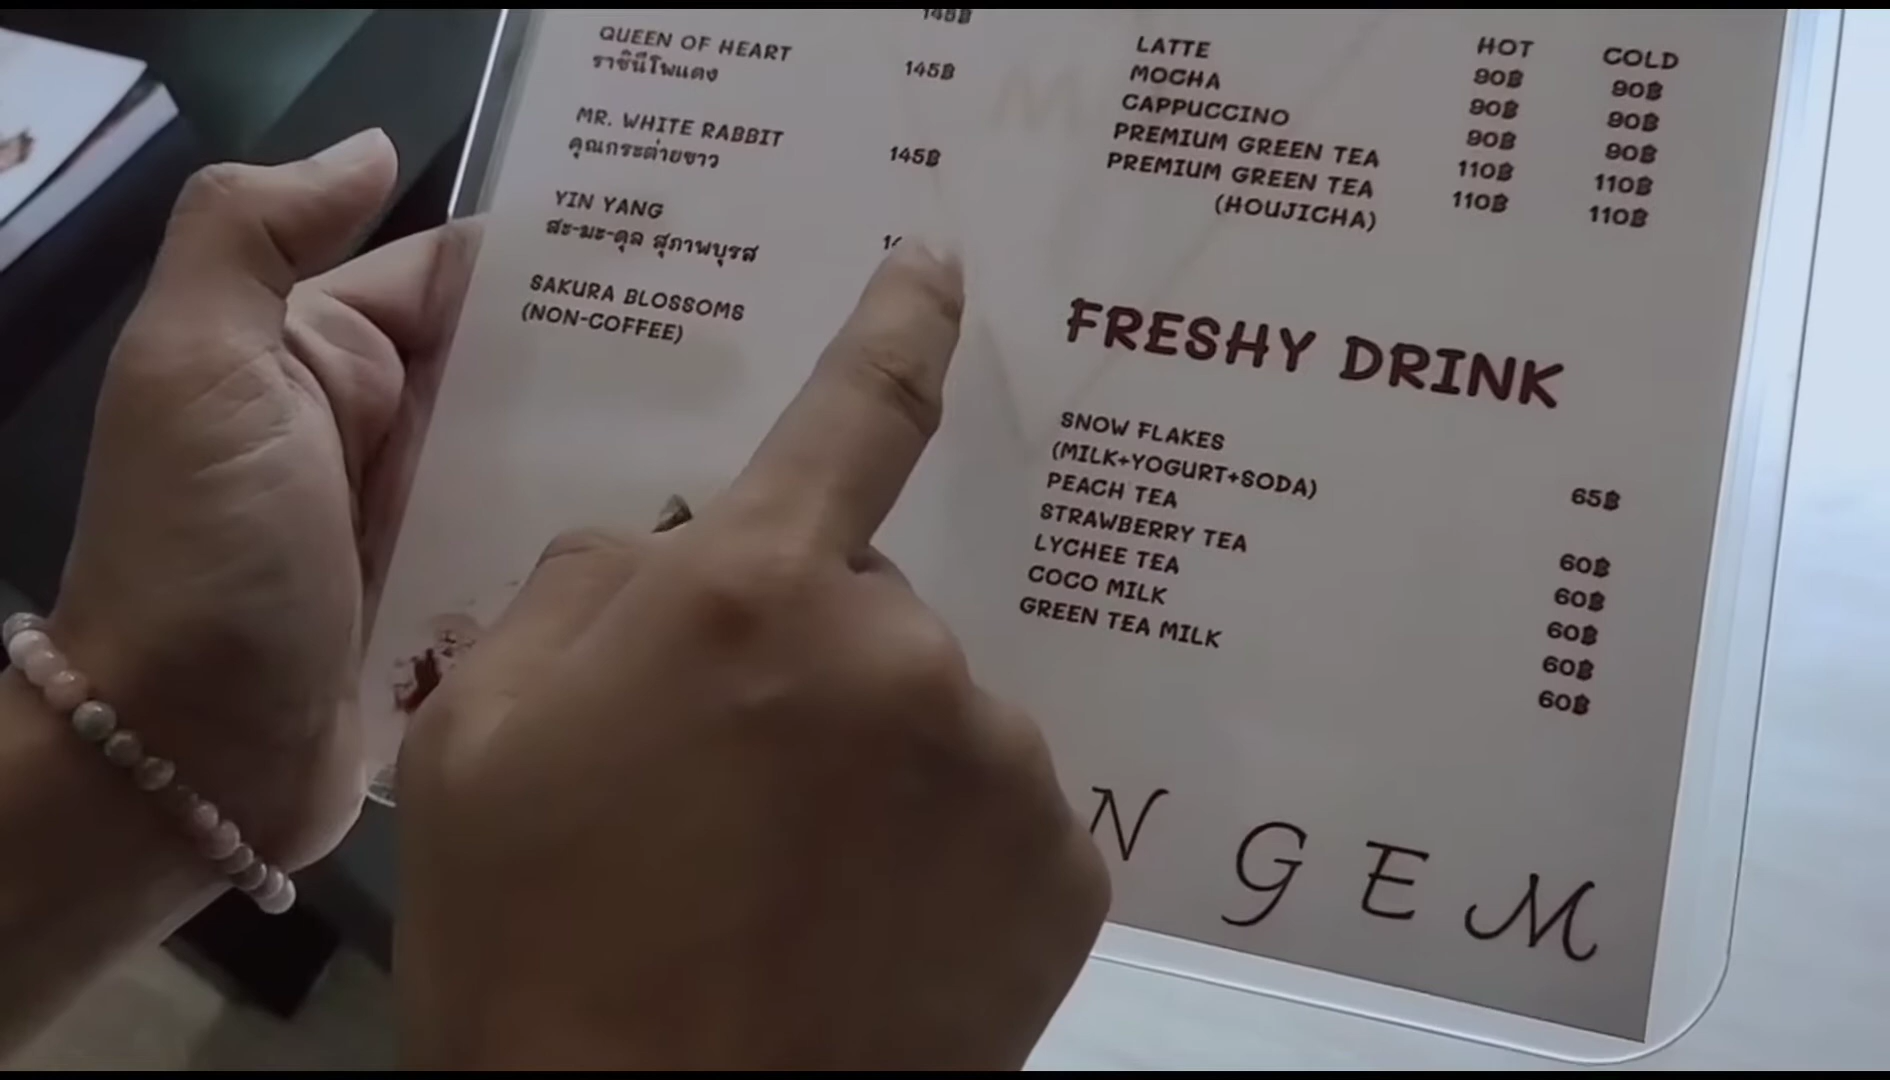 145฿
QUEEN OF HEART
ราชินีโพแดง 145฿
MR. WHITE RABBIT
คุณกระต่ายขาว 145฿
YIN YANG
สะ-มะ-ดุล สุภาพบุรุส
SAKURA BLOSSOMS
(NON-COFFEE)
HOT COLD
LATTE 90฿ 90฿
MOCHA 90฿ 90฿
CAPPUCCINO 90฿ 90฿
PREMIUM GREEN TEA 110฿ 110฿
PREMIUM GREEN TEA 110฿ 110฿
(HOUJICHA)
FRESHY DRINK
SNOW FLAKES 65฿
(MILK+YOGURT+SODA)
PEACH TEA 60฿
STRAWBERRY TEA 60฿
LYCHEE TEA 60฿
COCO MILK 60฿
GREEN TEA MILK 60฿
N G E M